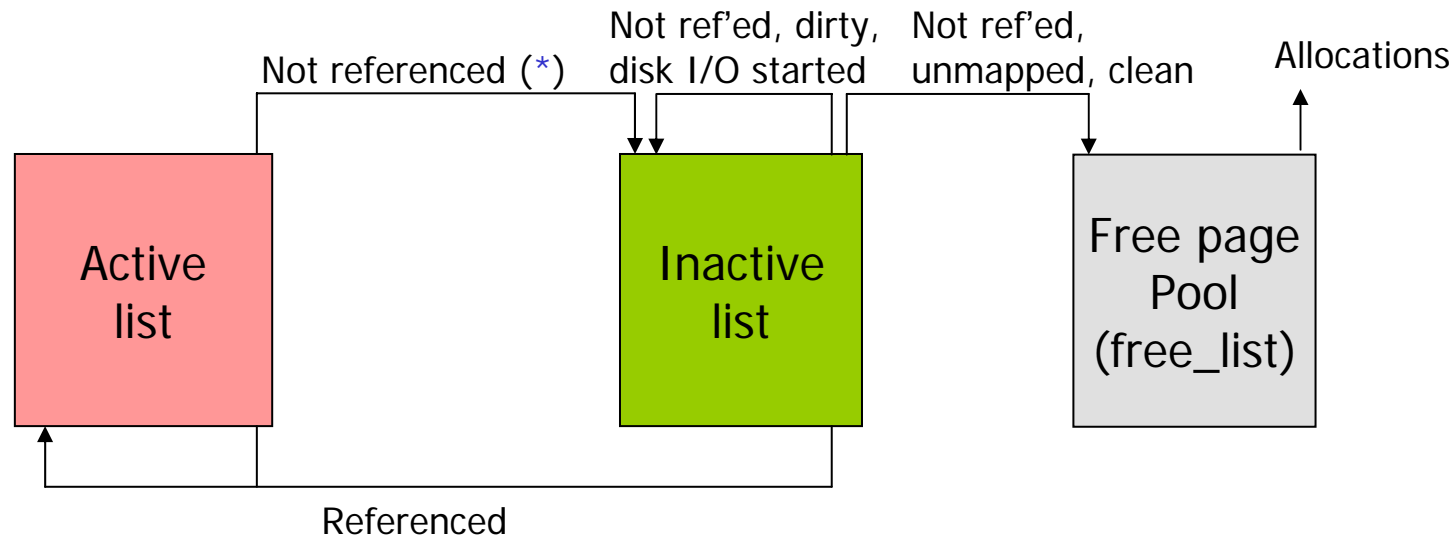 Not referenced (*)
Not ref'ed, dirty,
disk I/O started
Not ref'ed,
unmapped, clean
Allocations
Active
list
Inactive
list
Free page
Pool
(free_list)
Referenced